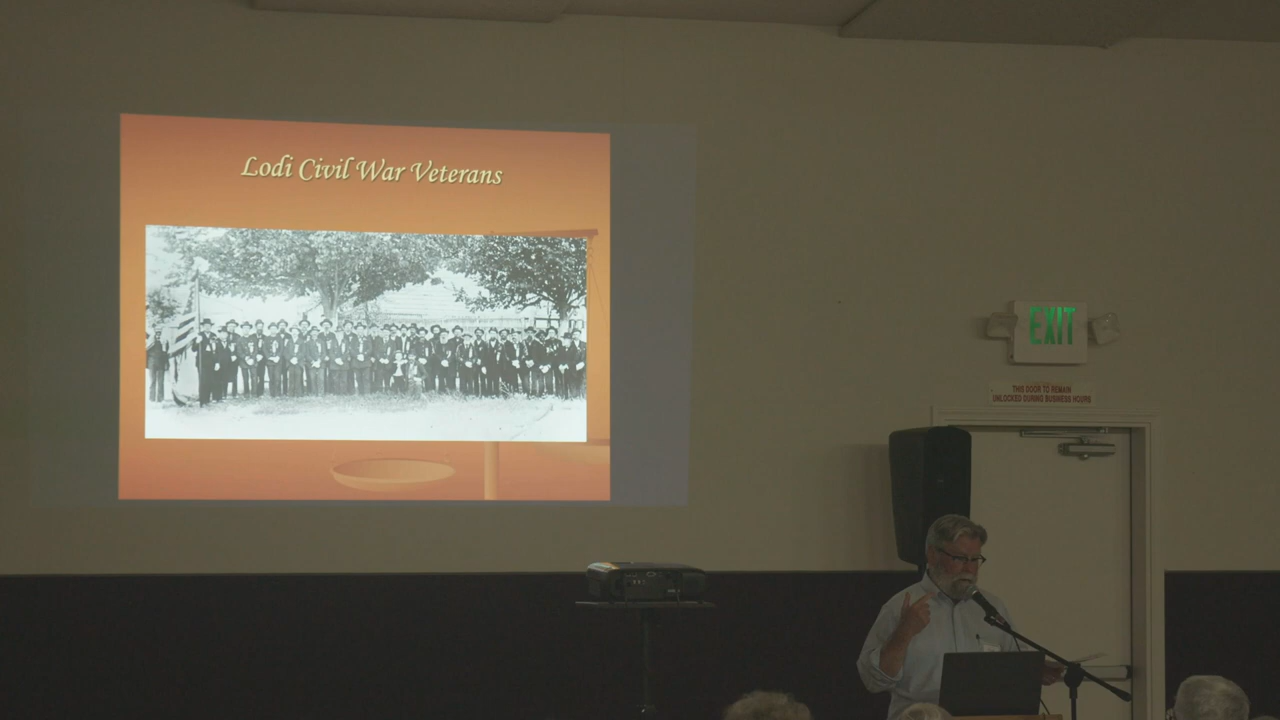 Lodi Civil War Veterans
EXIT
THIS DOOR TO REMAIN
UNLOCKED DURING BUSINESS HOURS